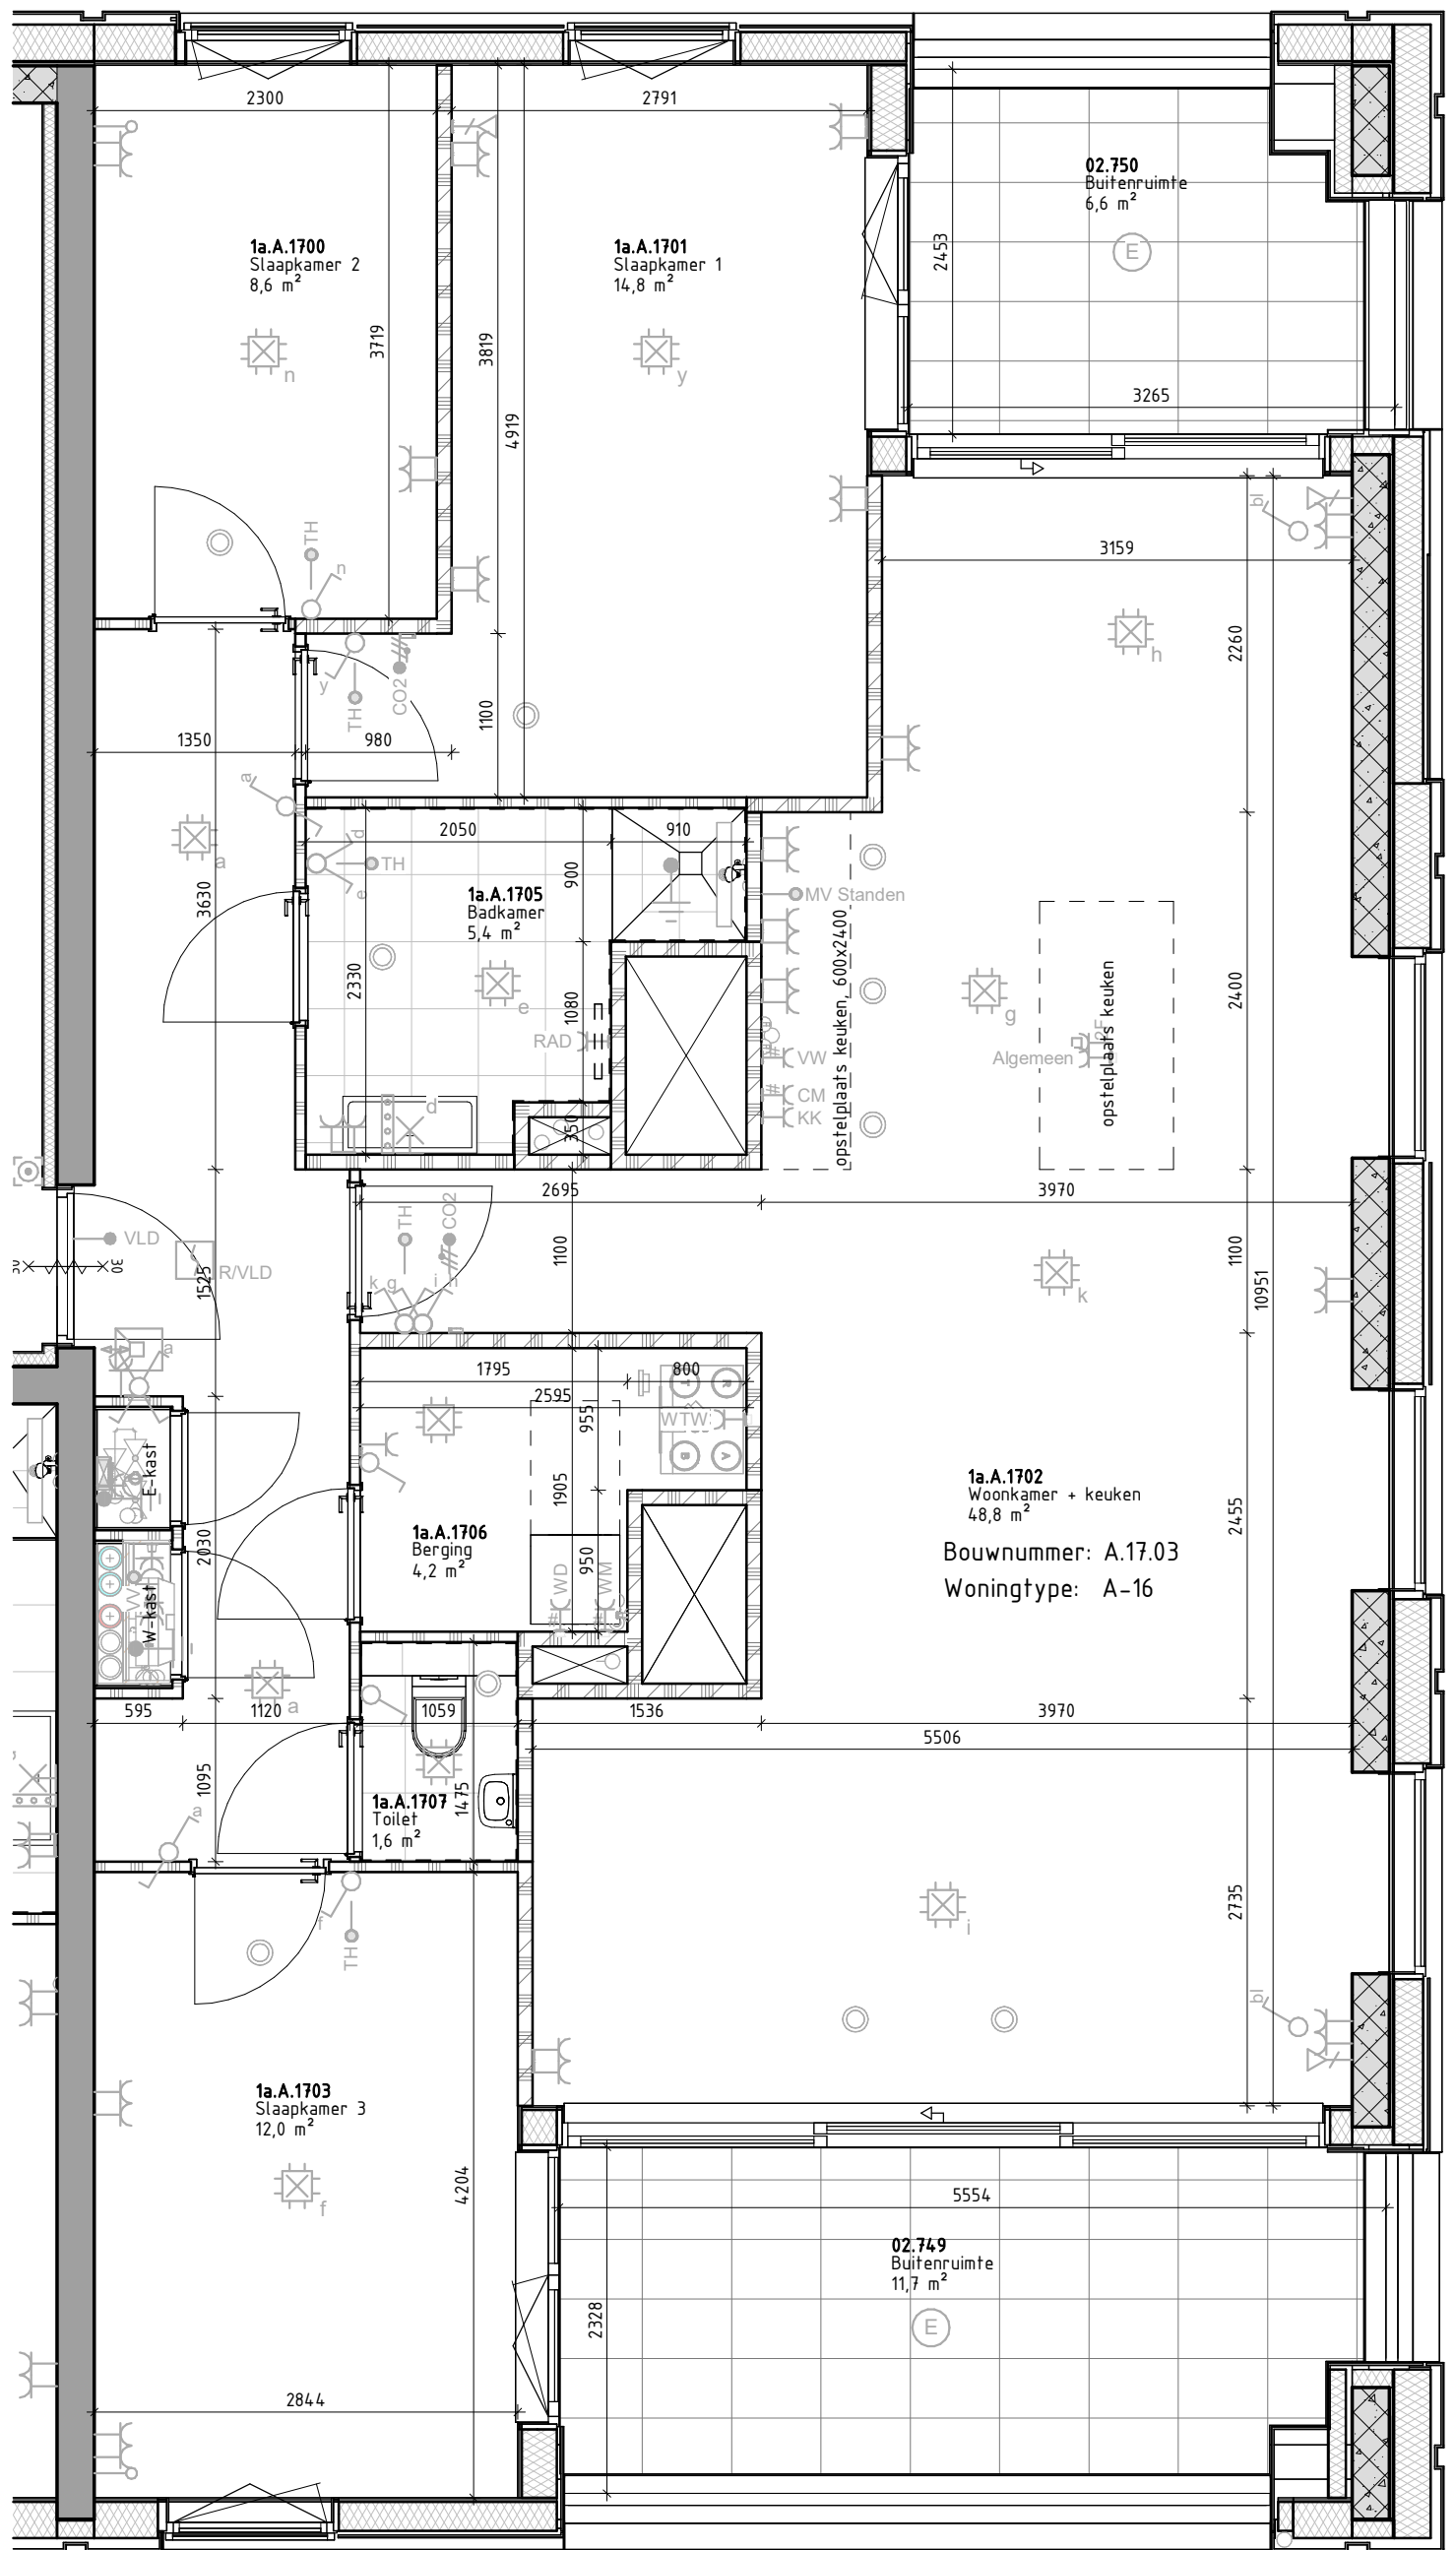 2300
2791
02.750
Buitenruimte
6,6 m²
E
2453
3265
1a.A.1700
Slaapkamer 2
8,6 m²
n
1a.A.1701
Slaapkamer 1
14,8 m²
y
3719
3819
4919
TH
n
bl
3159
h
2260
y
TH
CO2
1100
1350
980
a
a
3630
2050
910
d
e
TH
900
1a.A.1705
Badkamer
5,4 m²
2330
e
1080
RAD
d
350
MV Standen
VW
CM
KK
opstelplaats keuken, 600x2400
g
Algemeen
2F
opstelplaats keuken
2400
2695
3970
VLD
R/VLD
30
1525
TH
CO2
k g i h
1100
k
1100
10951
a
1795
800
2595
955
WTW
1905
E-kast
1a.A.1706
Berging
4,2 m²
950
WD
WM
2030
W-kast
1a.A.1702
Woonkamer + keuken
48,8 m²
Bouwnummer: A.17.03
Woningtype: A-16
2455
a
595
1120
1059
1536
3970
5506
1095
1a.A.1707
Toilet
1,6 m²
1475
a
f
TH
i
2735
bl
1a.A.1703
Slaapkamer 3
12,0 m²
f
4204
5554
02.749
Buitenruimte
11,7 m²
E
2328
2844